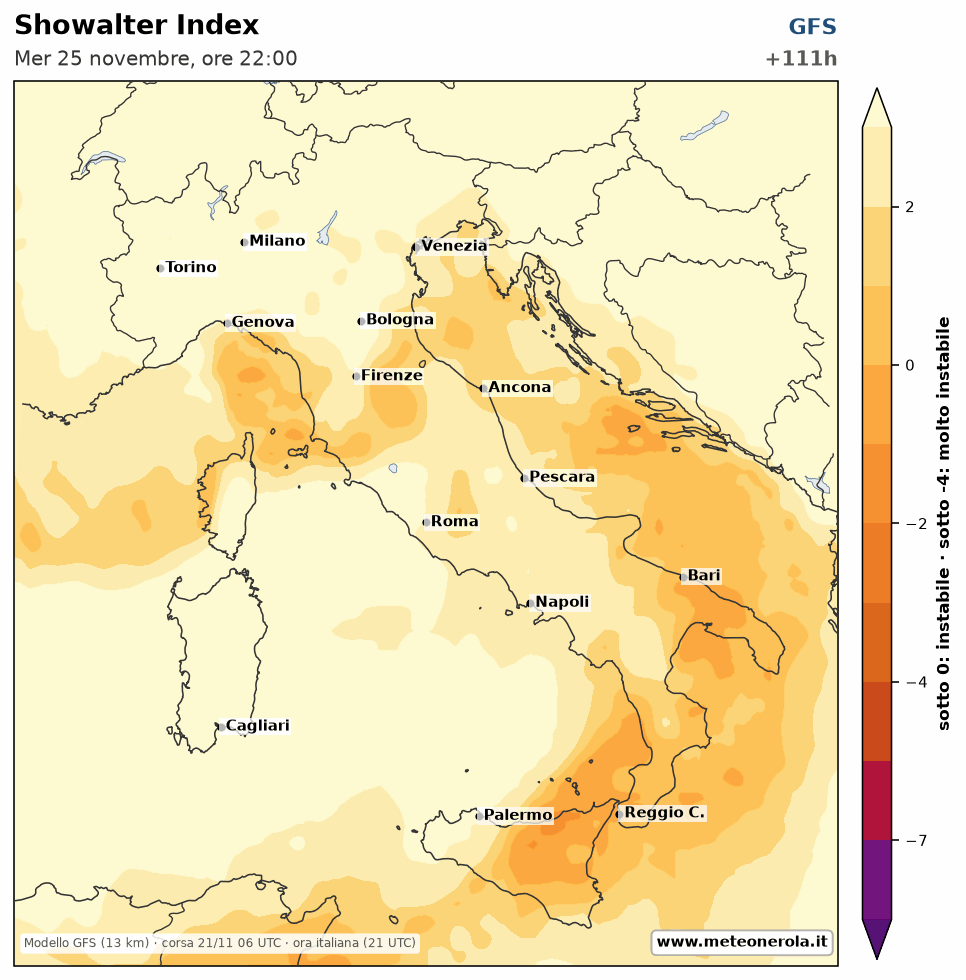 Showalter Index
GFS
Mer 25 novembre, ore 22:00
+111h
Milano
Venezia
Torino
Genova
Bologna
Firenze
Ancona
Pescara
Roma
Bari
Napoli
Cagliari
Palermo
Reggio C.
2
0
−2
−4
−7
sotto 0: instabile · sotto -4: molto instabile
Modello GFS (13 km) · corsa 21/11 06 UTC · ora italiana (21 UTC)
www.meteonerola.it